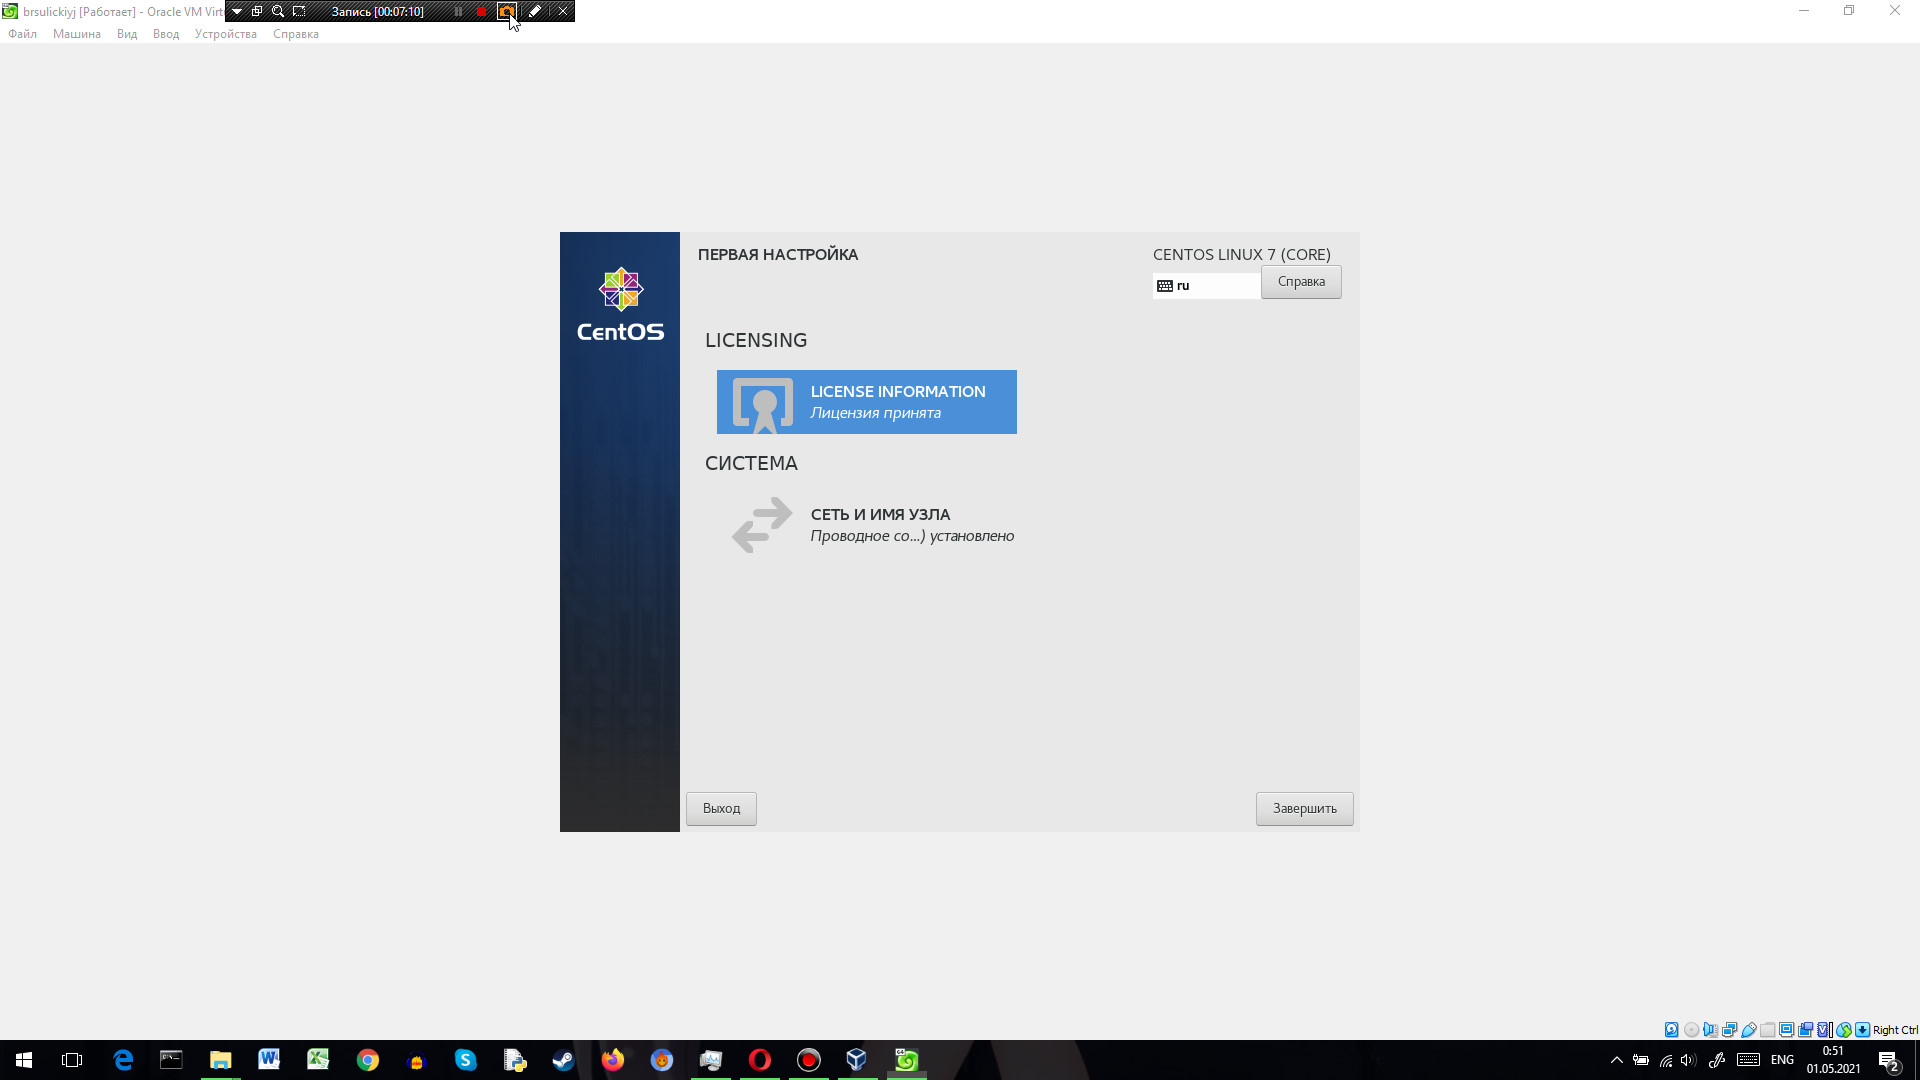 brsulickiyj [Работает] - Oracle VM Virt
Запись [00:07:10]
Файл Машина Вид Ввод Устройства Справка
ПЕРВАЯ НАСТРОЙКА
CENTOS LINUX 7 (CORE)
ru
Справка
CentOS
LICENSING
LICENSE INFORMATION
Лицензия принята
СИСТЕМА
СЕТЬ И ИМЯ УЗЛА
Проводное со...) установлено
Выход
Завершить
Right Ctrl
ENG
0:51
01.05.2021
2